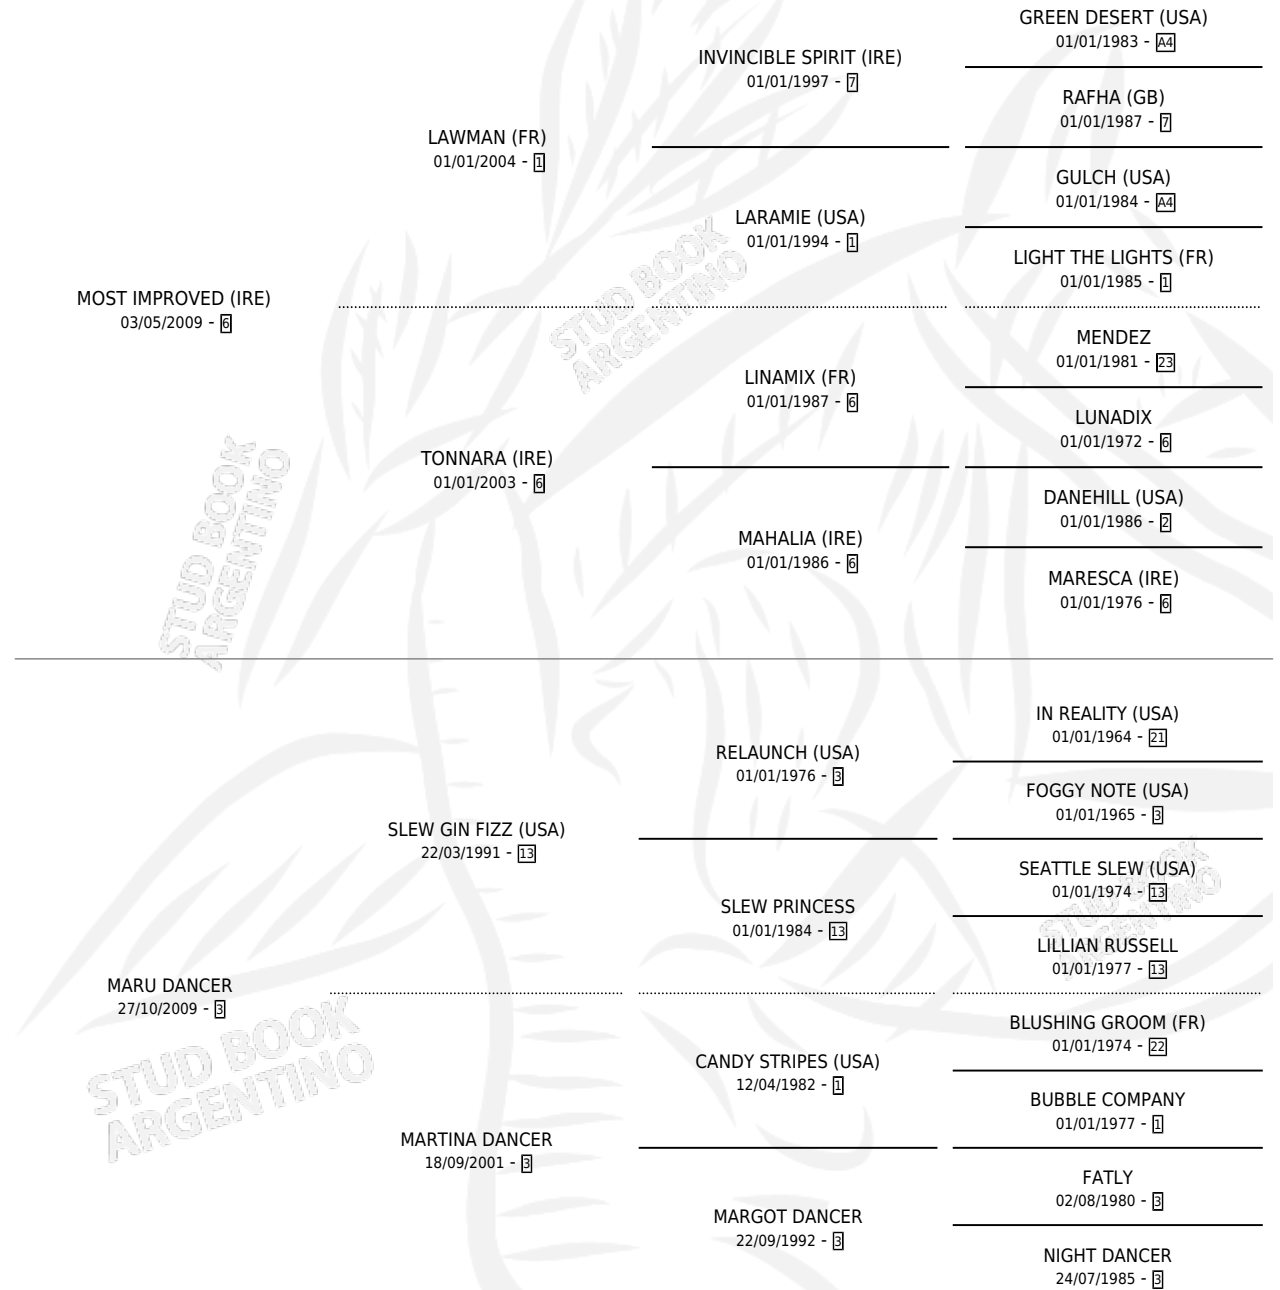 GREEN DESERT (USA)
01/01/1983 - A4
INVINCIBLE SPIRIT (IRE)
01/01/1997 - 7
RAFHA (GB)
01/01/1987 - 7
LAWMAN (FR)
01/01/2004 - 1
GULCH (USA)
01/01/1984 - A4
LARAMIE (USA)
01/01/1994 - 1
LIGHT THE LIGHTS (FR)
01/01/1985 - 1
MOST IMPROVED (IRE)
03/05/2009 - 6
MENDEZ
01/01/1981 - 23
LINAMIX (FR)
01/01/1987 - 6
LUNADIX
01/01/1972 - 6
TONNARA (IRE)
01/01/2003 - 6
DANEHILL (USA)
01/01/1986 - 2
MAHALIA (IRE)
01/01/1986 - 6
MARESCA (IRE)
01/01/1976 - 6
STUD BOOK
ARGENTINO
STUD BOOK
ARGENTINO
IN REALITY (USA)
01/01/1964 - 21
RELAUNCH (USA)
01/01/1976 - 3
FOGGY NOTE (USA)
01/01/1965 - 3
SLEW GIN FIZZ (USA)
22/03/1991 - 13
SEATTLE SLEW (USA)
01/01/1974 - 13
SLEW PRINCESS
01/01/1984 - 13
LILLIAN RUSSELL
01/01/1977 - 13
STUD BOOK
ARGENTINO
MARU DANCER
27/10/2009 - 3
BLUSHING GROOM (FR)
01/01/1974 - 22
CANDY STRIPES (USA)
12/04/1982 - 1
BUBBLE COMPANY
01/01/1977 - 1
STUD BOOK
ARGENTINO
MARTINA DANCER
18/09/2001 - 3
FATLY
02/08/1980 - 3
MARGOT DANCER
22/09/1992 - 3
NIGHT DANCER
24/07/1985 - 3